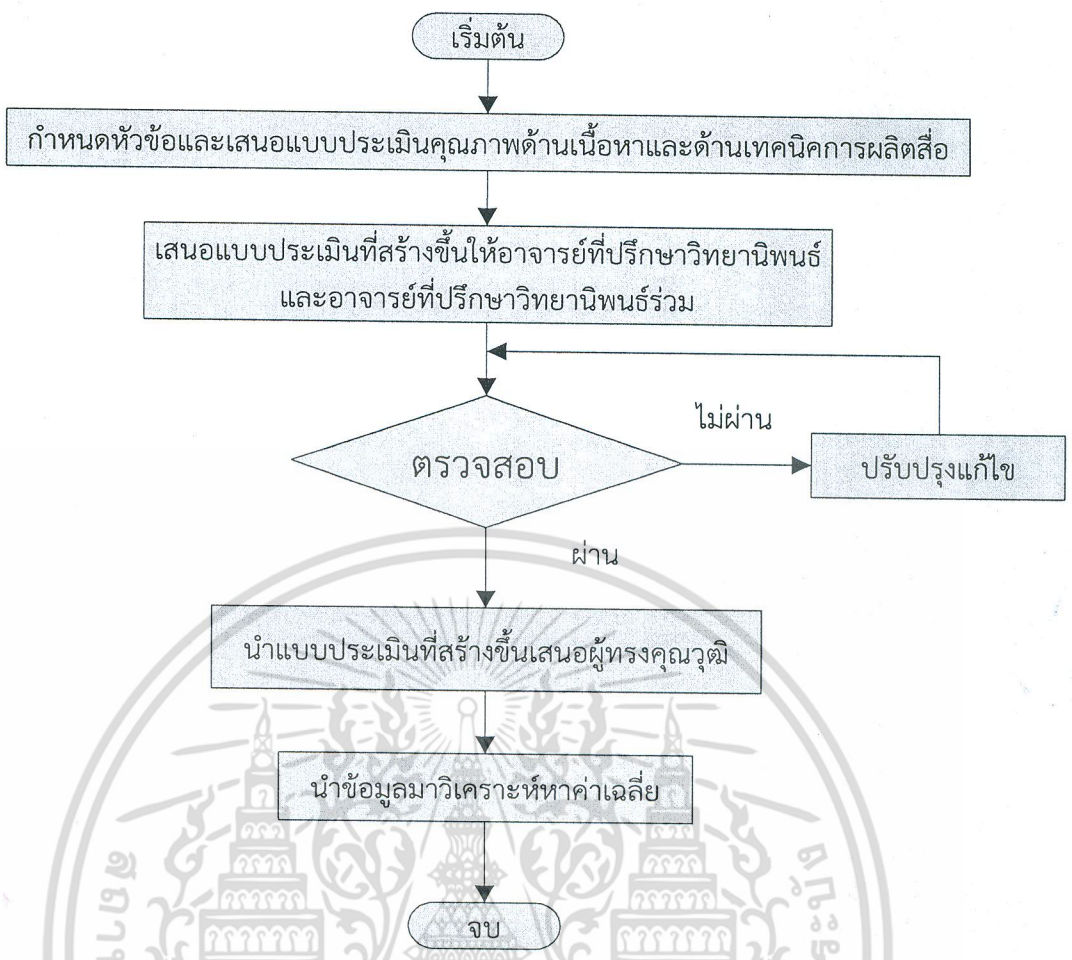 เริ่มต้น
กำหนดหัวข้อและเสนอแบบประเมินคุณภาพด้านเนื้อหาและด้านเทคนิคการผลิตสื่อ
เสนอแบบประเมินที่สร้างขึ้นให้อาจารย์ที่ปรึกษาวิทยานิพนธ์
และอาจารย์ที่ปรึกษาวิทยานิพนธ์ร่วม
ไม่ผ่าน
ตรวจสอบ
ปรับปรุงแก้ไข
ผ่าน
นำแบบประเมินที่สร้างขึ้นเสนอผู้ทรงคุณวุฒิ
นำข้อมูลมาวิเคราะห์หาค่าเฉลี่ย
จบ